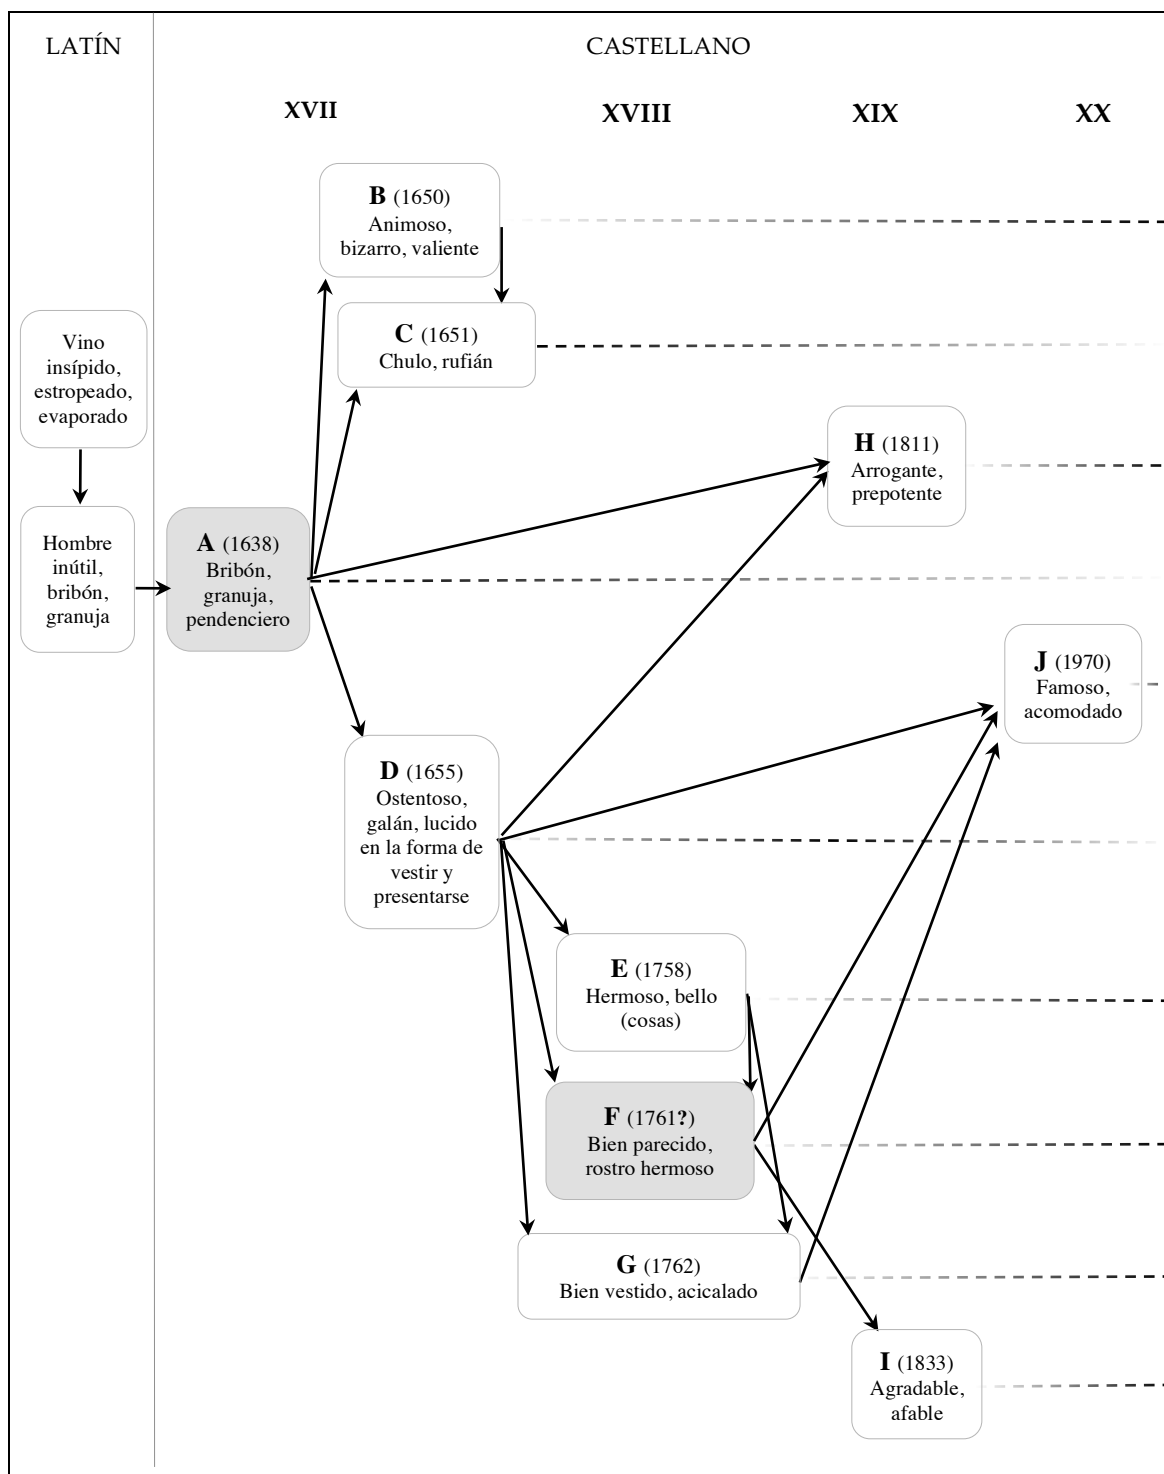 LATÍN
CASTELLANO
XVII
XVIII
XIX
XX
B (1650)
Animoso,
bizarro, valiente
C (1651)
Chulo, rufián
Vino
insípido,
estropeado,
evaporado
H (1811)
Arrogante,
prepotente
Hombre
inútil,
bribón,
granuja
A (1638)
Bribón,
granuja,
pendenciero
J (1970)
Famoso,
acomodado
D (1655)
Ostentoso,
galán, lucido
en la forma de
vestir y
presentarse
E (1758)
Hermoso, bello
(cosas)
F (1761?)
Bien parecido,
rostro hermoso
G (1762)
Bien vestido, acicalado
I (1833)
Agradable,
afable